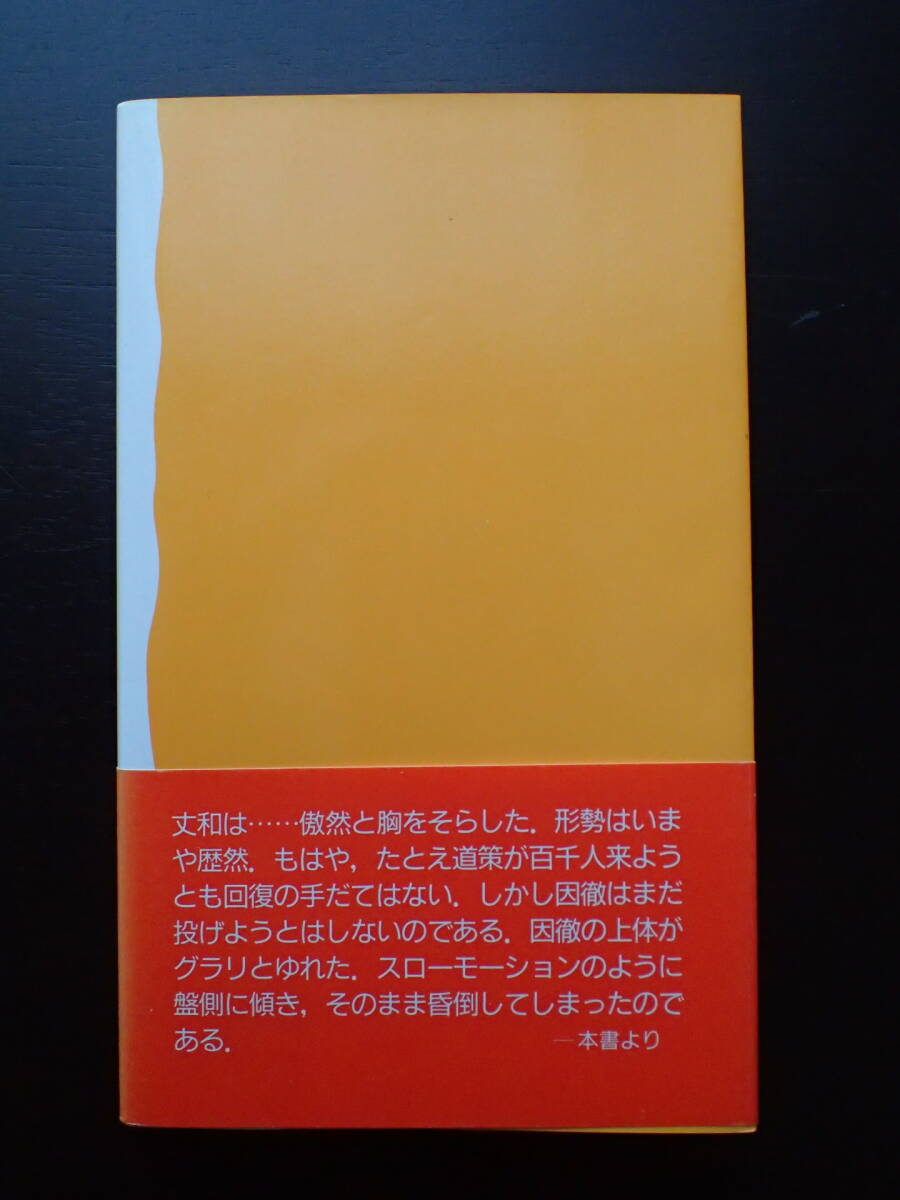 丈和は……傲然と胸をそらした．形勢はいま
や歴然．もはや，たとえ道策が百千人来よう
とも回復の手だてはない．しかし因徹はまだ
投げようとはしないのである．因徹の上体が
グラリとゆれた．スローモーションのように
盤側に傾き，そのまま昏倒してしまったので
ある．
―本書より